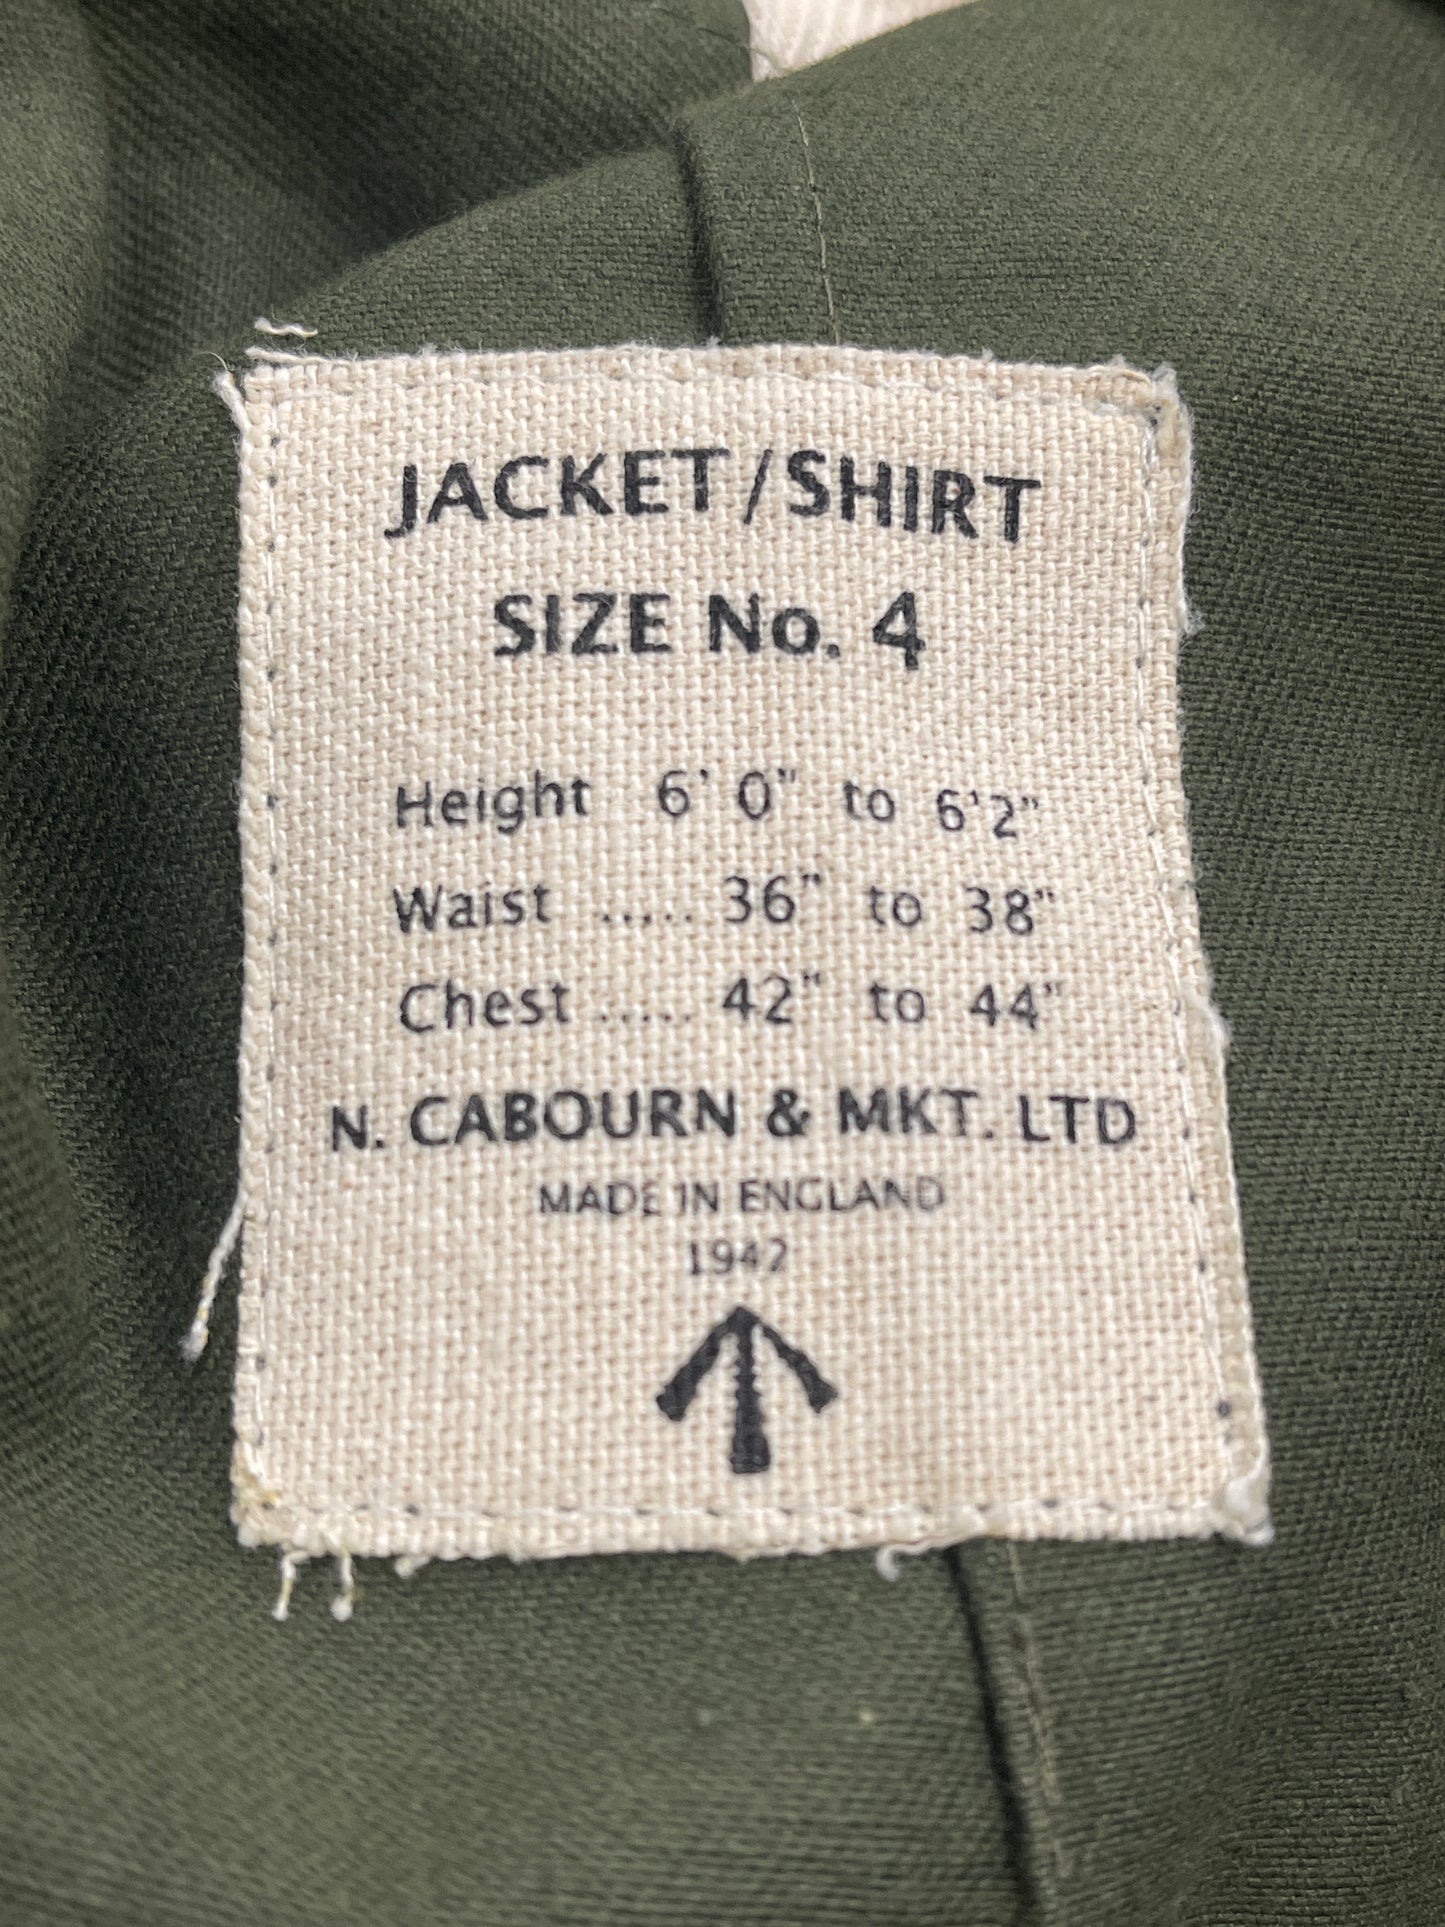 JACKET/SHIRT
SIZE No. 4
Height 6' 0" to 6'2"
Waist ..... 36" to 38"
Chest ..... 42" to 44"
N. CABOURN & MKT. LTD
MADE IN ENGLAND
1942